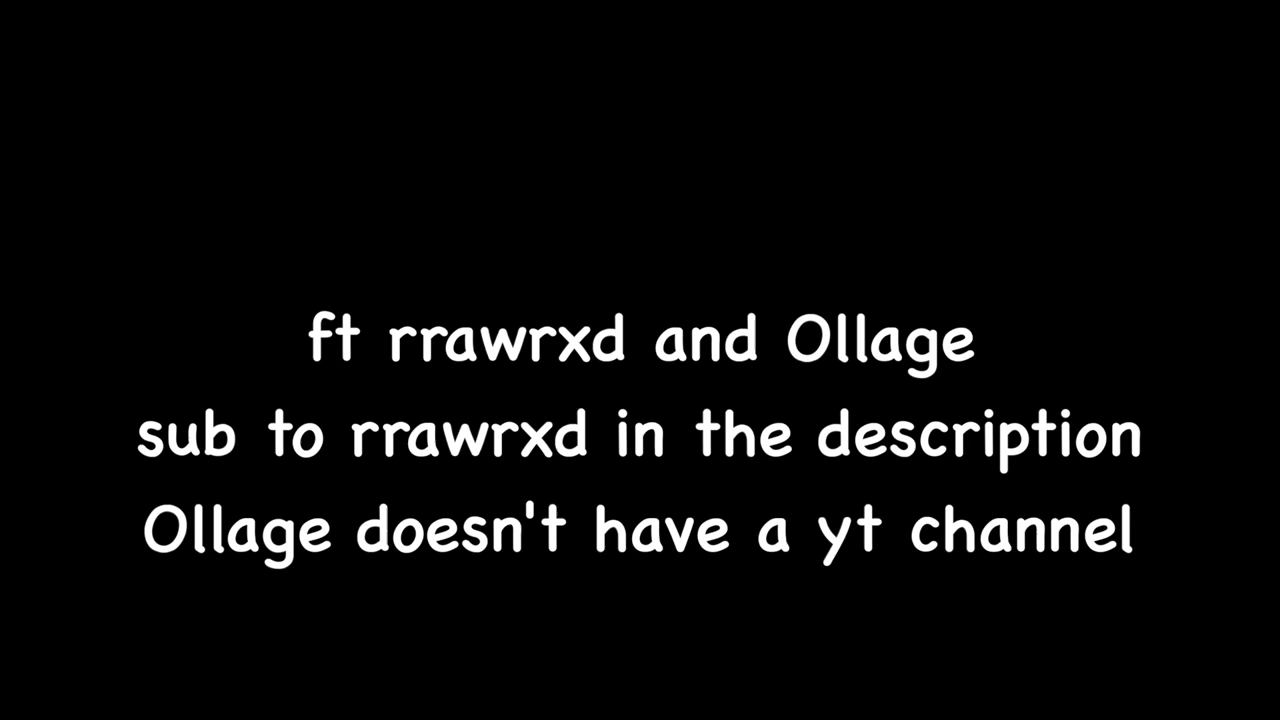 ft rrawrxd and Ollage
sub to rrawrxd in the description
Ollage doesn't have a yt channel